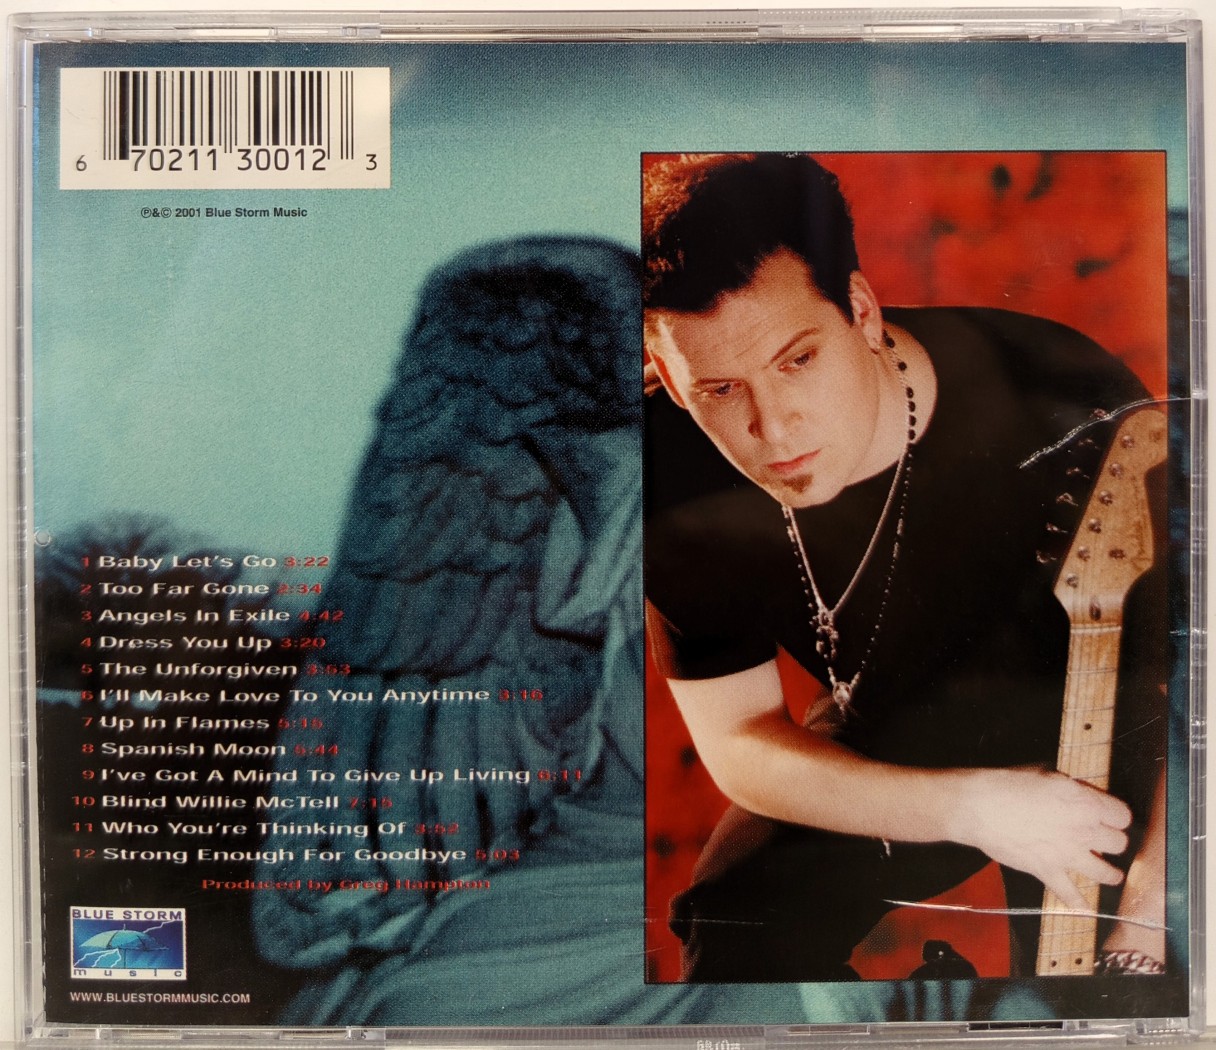 6 70211 30012 3
℗&© 2001 Blue Storm Music
1 Baby Let's Go 3:22
2 Too Far Gone 2:34
3 Angels In Exile 4:42
4 Dress You Up 3:20
5 The Unforgiven 3:53
6 I'll Make Love To You Anytime 3:16
7 Up In Flames 5:15
8 Spanish Moon 5:44
9 I've Got A Mind To Give Up Living 6:11
10 Blind Willie McTell 7:15
11 Who You're Thinking Of 3:52
12 Strong Enough For Goodbye 5:03
Produced by Greg Hampton
BLUE STORM
music
WWW.BLUESTORMMUSIC.COM